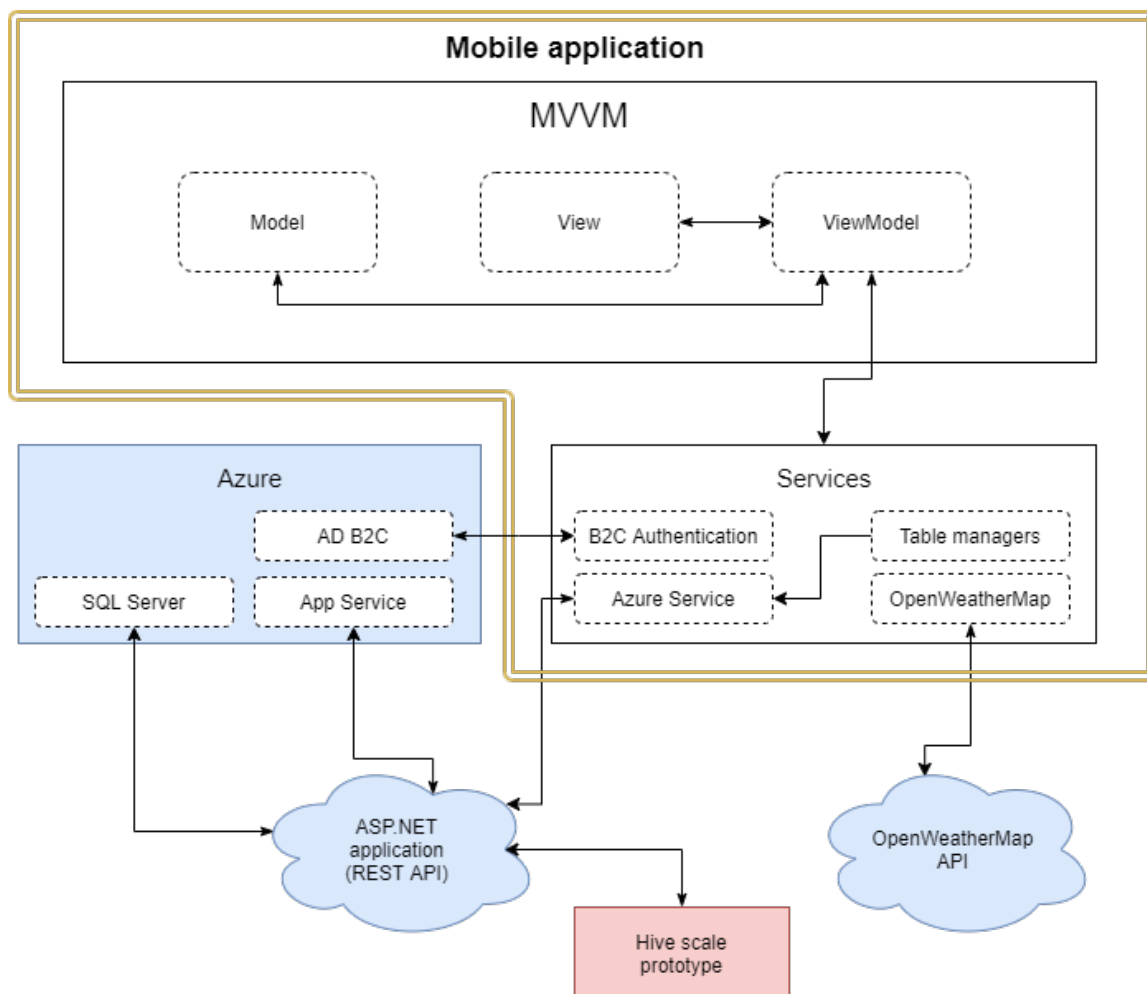 Mobile application
MVVM
Model
View
ViewModel
Azure
AD B2C
SQL Server
App Service
Services
B2C Authentication
Table managers
Azure Service
OpenWeatherMap
ASP.NET
application
(REST API)
OpenWeatherMap
API
Hive scale
prototype